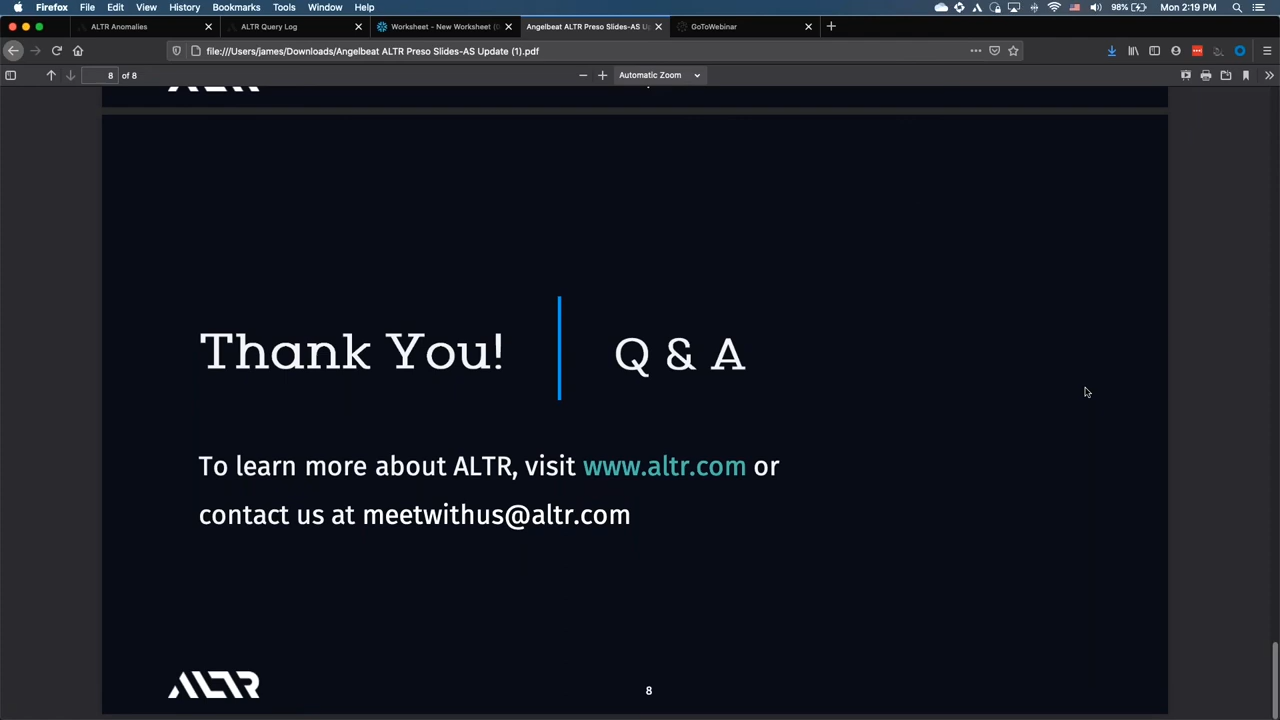 Firefox File Edit View History Bookmarks Tools Window Help 98% Mon 2:19 PM
ALTR Anomalies ALTR Query Log Worksheet - New Worksheet ( Angelbeat ALTR Preso Slides-AS U GoToWebinar
file:///Users/james/Downloads/Angelbeat ALTR Preso Slides-AS Update (1).pdf
8 of 8 Automatic Zoom
Thank You! Q & A
To learn more about ALTR, visit www.altr.com or
contact us at meetwithus@altr.com
ALTR 8